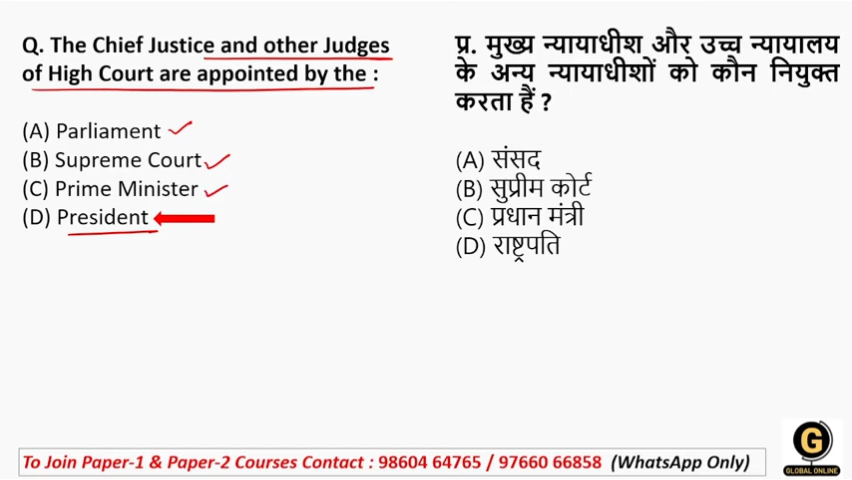 Q. The Chief Justice and other Judges
of High Court are appointed by the :
(A) Parliament
(B) Supreme Court
(C) Prime Minister
(D) President
प्र. मुख्य न्यायाधीश और उच्च न्यायालय
के अन्य न्यायाधीशों को कौन नियुक्त
करता हैं ?
(A) संसद
(B) सुप्रीम कोर्ट
(C) प्रधान मंत्री
(D) राष्ट्रपति
To Join Paper-1 & Paper-2 Courses Contact : 98604 64765 / 97660 66858 (WhatsApp Only)
G
GLOBAL ONLINE